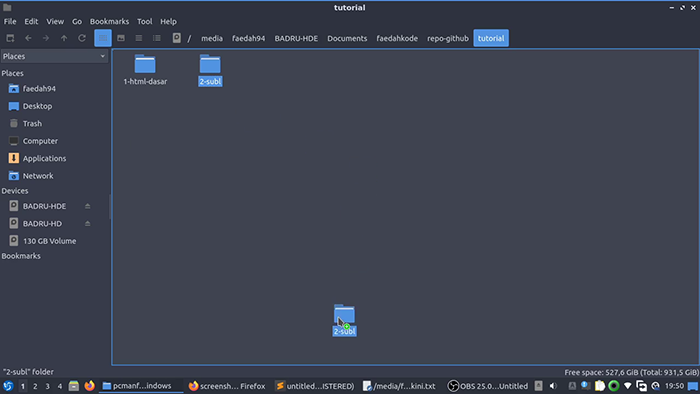 tutorial
File Edit View Go Bookmarks Tool Help
/ media faedah94 BADRU-HDE Documents faedahkode repo-github tutorial
Places
Places
faedah94
Desktop
Trash
Computer
Applications
Network
Devices
BADRU-HDE
BADRU-HD
130 GB Volume
Bookmarks
1-html-dasar
2-subl
2-subl
"2-subl" folder
Free space: 527,6 GiB (Total: 931,5 GiB)
1 2 3 4 pcmanf...indows screensh... Firefox untitled...ISTERED) /media/f...kini.txt OBS 25.0...Untitled A 19:50